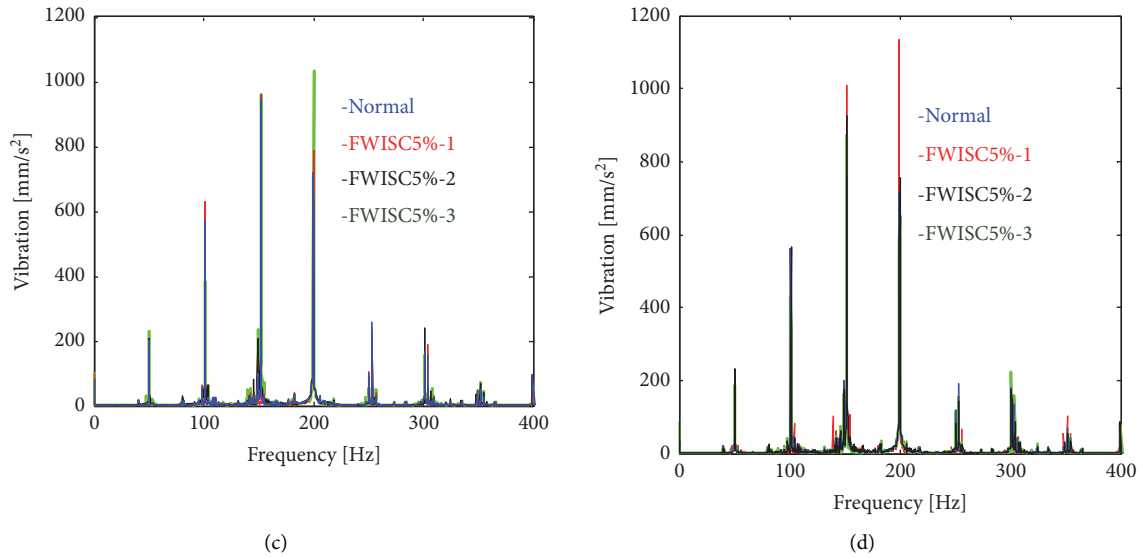 1200
1000
800
600
400
200
0
Vibration [mm/s²]
-Normal
-FWISC5%-1
-FWISC5%-2
-FWISC5%-3
0
100
200
300
400
Frequency [Hz]
(c)
1200
1000
800
600
400
200
0
Vibration [mm/s²]
-Normal
-FWISC5%-1
-FWISC5%-2
-FWISC5%-3
0
100
200
300
400
Frequency [Hz]
(d)